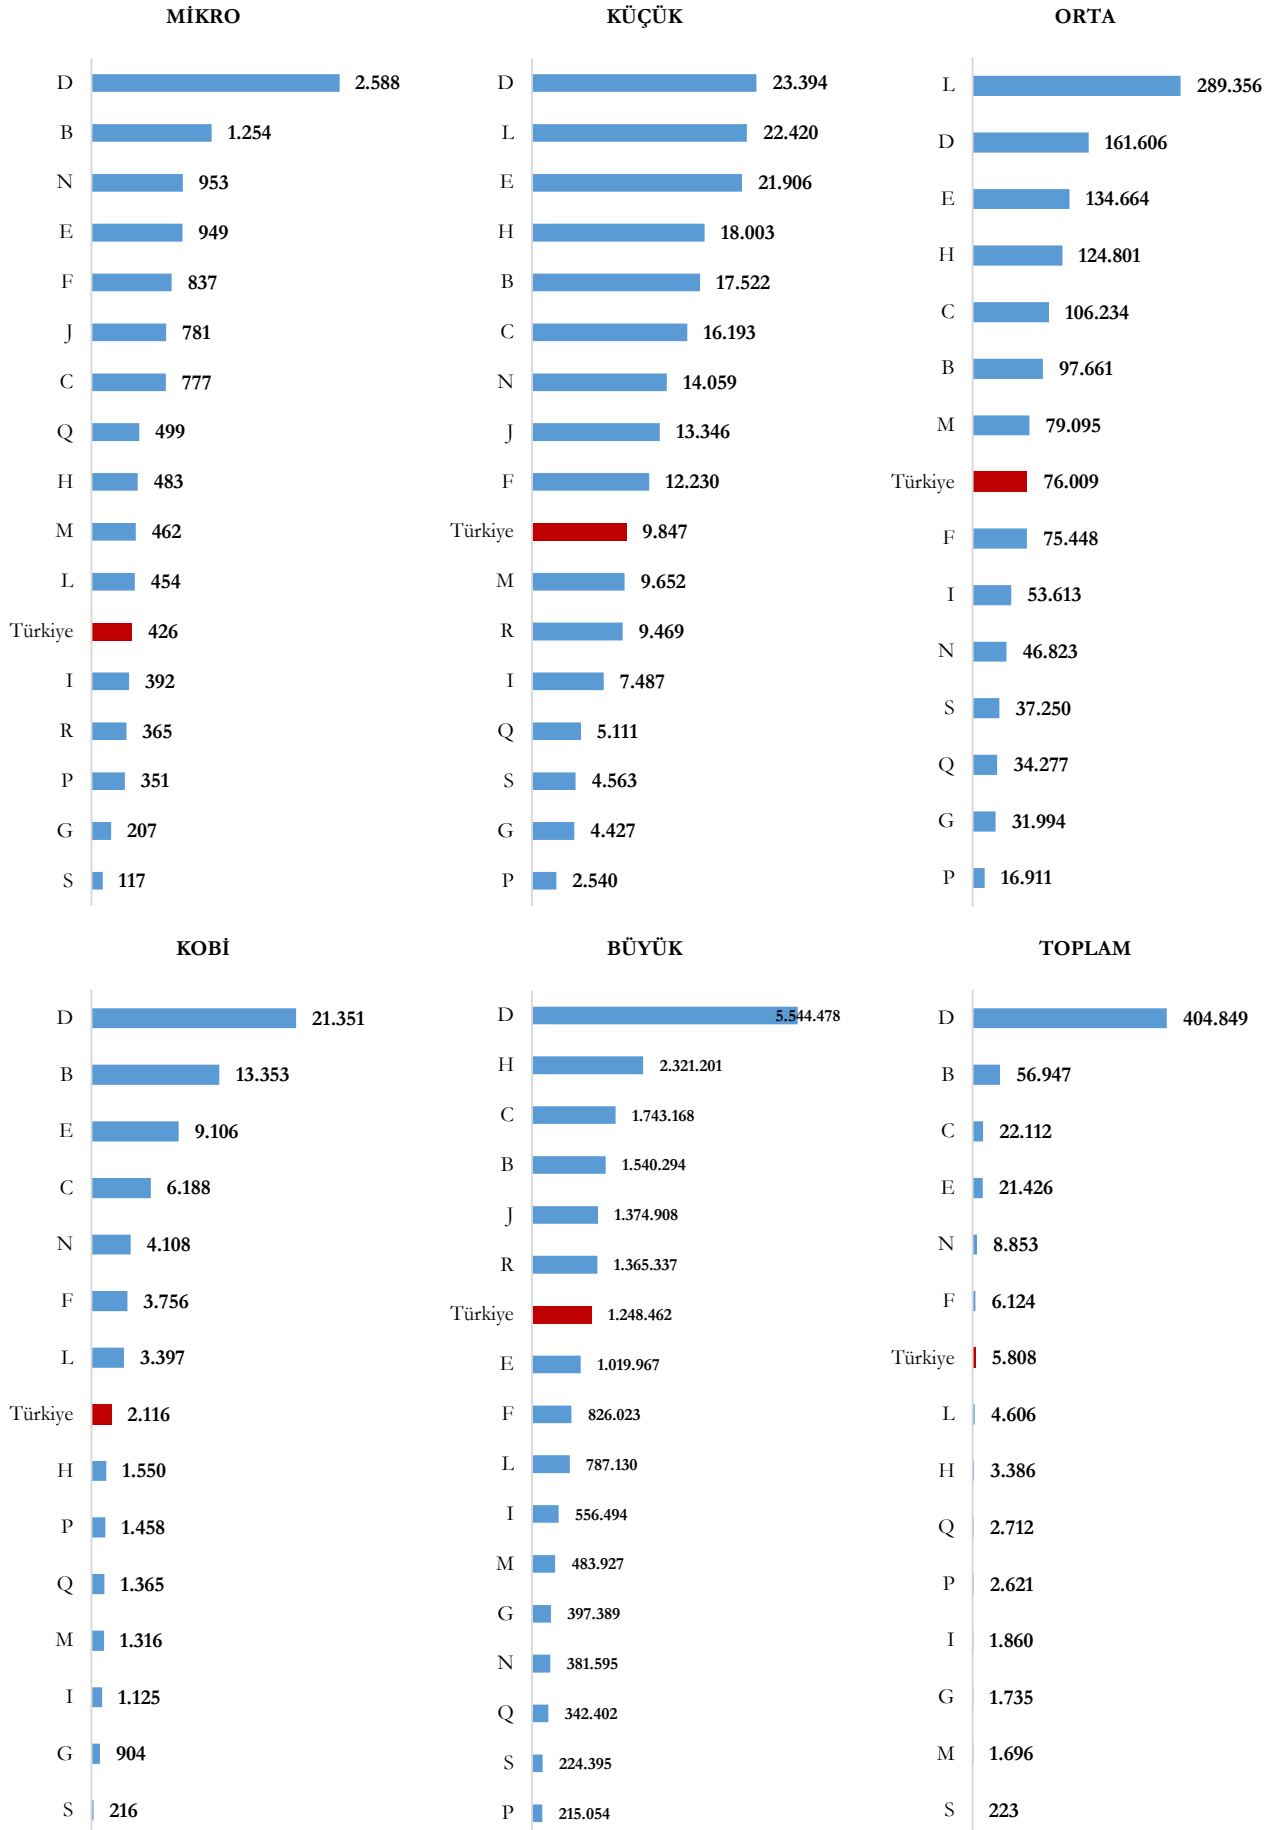 MİKRO
D 2.588
B 1.254
N 953
E 949
F 837
J 781
C 777
Q 499
H 483
M 462
L 454
Türkiye 426
I 392
R 365
P 351
G 207
S 117
KÜÇÜK
D 23.394
L 22.420
E 21.906
H 18.003
B 17.522
C 16.193
N 14.059
J 13.346
F 12.230
Türkiye 9.847
M 9.652
R 9.469
I 7.487
Q 5.111
S 4.563
G 4.427
P 2.540
ORTA
L 289.356
D 161.606
E 134.664
H 124.801
C 106.234
B 97.661
M 79.095
Türkiye 76.009
F 75.448
I 53.613
N 46.823
S 37.250
Q 34.277
G 31.994
P 16.911
KOBİ
D 21.351
B 13.353
E 9.106
C 6.188
N 4.108
F 3.756
L 3.397
Türkiye 2.116
H 1.550
P 1.458
Q 1.365
M 1.316
I 1.125
G 904
S 216
BÜYÜK
D 5.544.478
H 2.321.201
C 1.743.168
B 1.540.294
J 1.374.908
R 1.365.337
Türkiye 1.248.462
E 1.019.967
F 826.023
L 787.130
I 556.494
M 483.927
G 397.389
N 381.595
Q 342.402
S 224.395
P 215.054
TOPLAM
D 404.849
B 56.947
C 22.112
E 21.426
N 8.853
F 6.124
Türkiye 5.808
L 4.606
H 3.386
Q 2.712
P 2.621
I 1.860
G 1.735
M 1.696
S 223